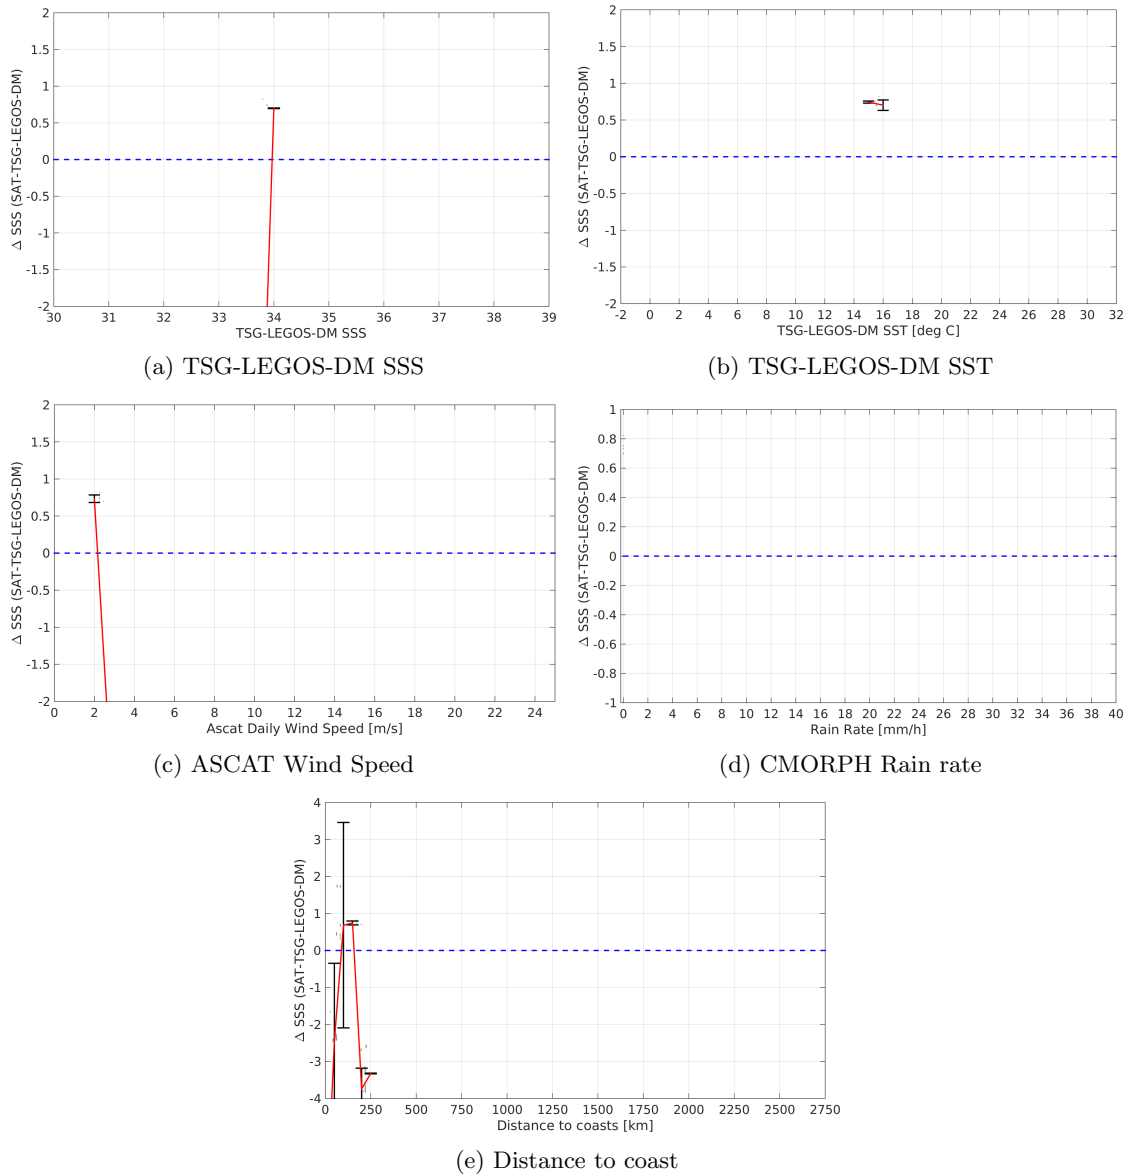 2
1.5
1
0.5
0
-0.5
-1
-1.5
-2
Δ SSS (SAT-TSG-LEGOS-DM)
30 31 32 33 34 35 36 37 38 39
TSG-LEGOS-DM SSS
(a) TSG-LEGOS-DM SSS
2
1.5
1
0.5
0
-0.5
-1
-1.5
-2
Δ SSS (SAT-TSG-LEGOS-DM)
-2 0 2 4 6 8 10 12 14 16 18 20 22 24 26 28 30 32
TSG-LEGOS-DM SST [deg C]
(b) TSG-LEGOS-DM SST
2
1.5
1
0.5
0
-0.5
-1
-1.5
-2
Δ SSS (SAT-TSG-LEGOS-DM)
0 2 4 6 8 10 12 14 16 18 20 22 24
Ascat Daily Wind Speed [m/s]
(c) ASCAT Wind Speed
1
0.8
0.6
0.4
0.2
0
-0.2
-0.4
-0.6
-0.8
-1
Δ SSS (SAT-TSG-LEGOS-DM)
0 2 4 6 8 10 12 14 16 18 20 22 24 26 28 30 32 34 36 38 40
Rain Rate [mm/h]
(d) CMORPH Rain rate
4
3
2
1
0
-1
-2
-3
-4
Δ SSS (SAT-TSG-LEGOS-DM)
0 250 500 750 1000 1250 1500 1750 2000 2250 2500 2750
Distance to coasts [km]
(e) Distance to coast